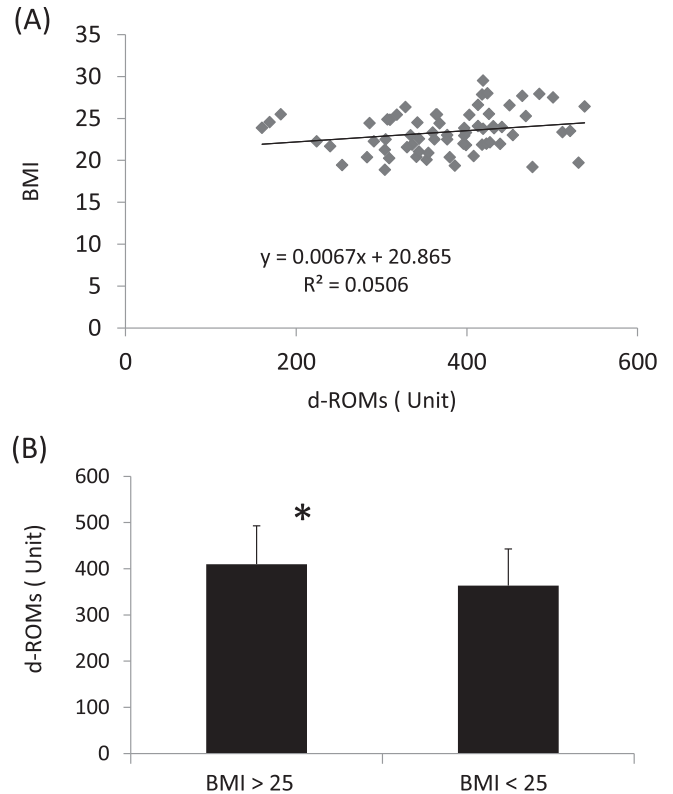 (A)
35
30
25
20
15
10
5
0
BMI
y = 0.0067x + 20.865
R² = 0.0506
0 200 400 600
d-ROMs ( Unit)
(B)
600
500
400
300
200
100
0
d-ROMs ( Unit)
*
BMI > 25 BMI < 25